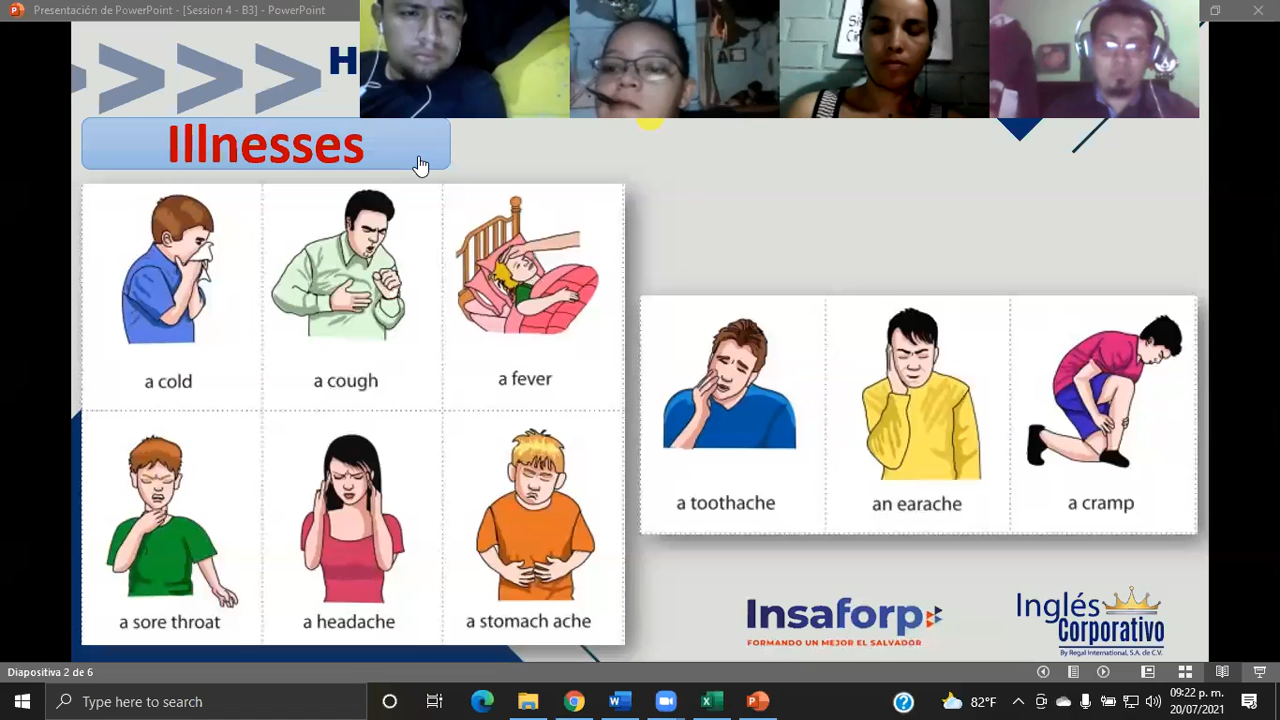 Presentación de PowerPoint - [Session 4 - B3] - PowerPoint
H
Illnesses
a cold
a cough
a fever
a sore throat
a headache
a stomach ache
a toothache
an earache
a cramp
Insaforp
FORMANDO UN MEJOR EL SALVADOR
Inglés
Corporativo
By Regal International, S.A. de C.V.
Diapositiva 2 de 6
Type here to search
82°F
09:22 p. m.
20/07/2021